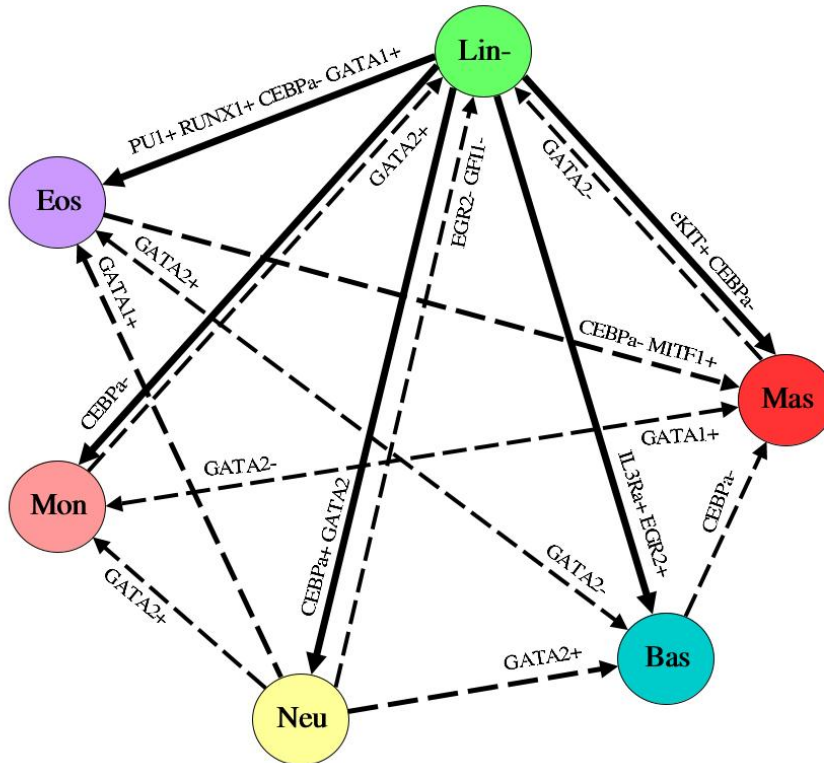 Lin-
PU1+ RUNX1+ CEBPa- GATA1+
GATA2+
EGR2- GFI1-
GATA2-
cKIT+ CEBPa-
Eos
GATA2+
GATA1+
CEBPa- MITF1+
Mas
CEBPa-
GATA1+
GATA2-
IL3Ra+ EGR2+
CEBPa-
Mon
CEBPa+ GATA2
GATA2-
GATA2+
Bas
GATA2+
Neu